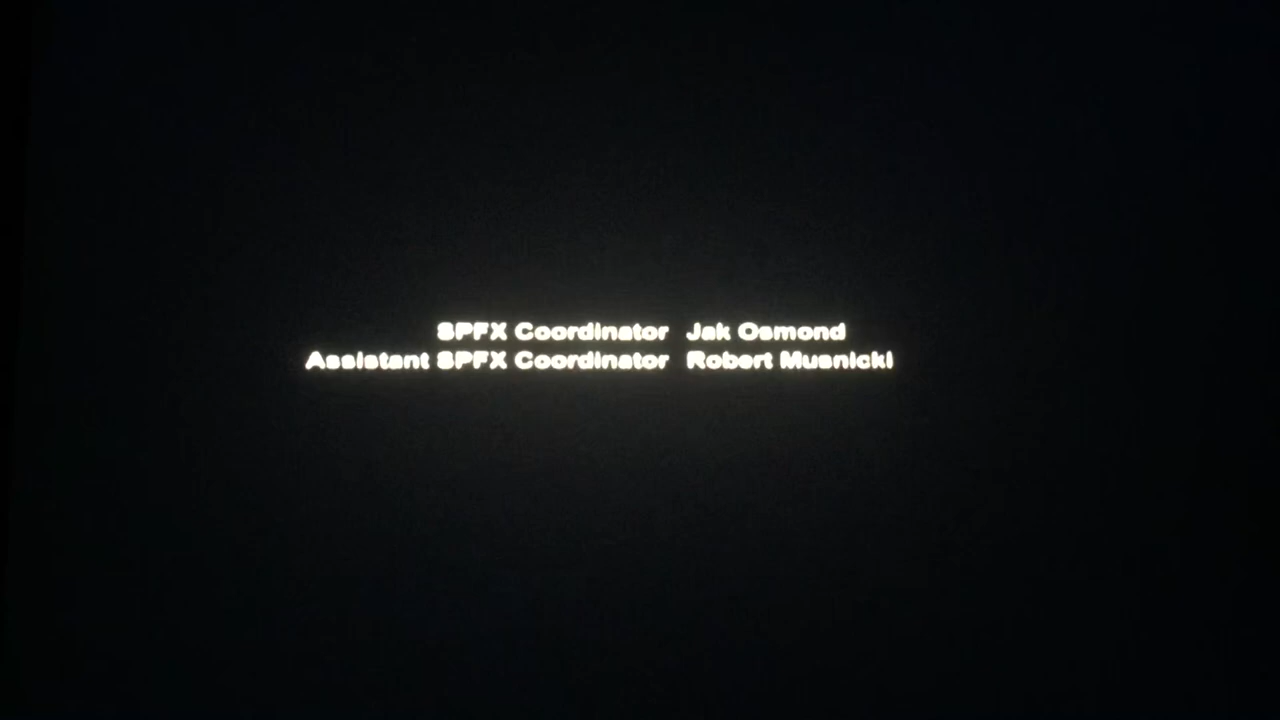 SPFX Coordinator Jak Osmond
Assistant SPFX Coordinator Robert Musnicki